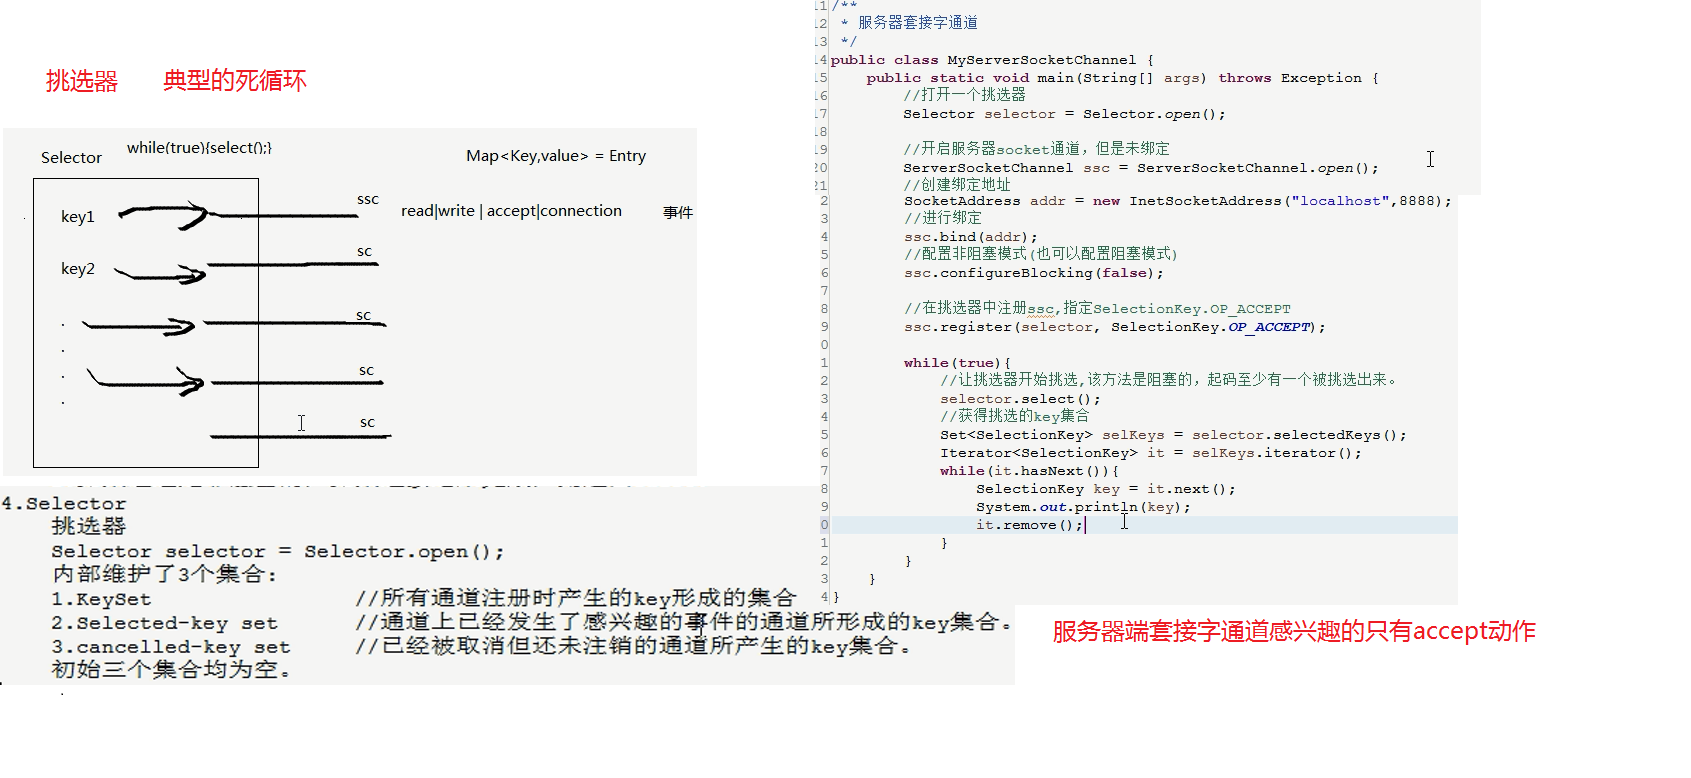 挑选器 典型的死循环
Selector while(true){select();} Map<Key,value> = Entry
key1 ssc read|write | accept|connection 事件
key2 sc
sc
sc
sc
4.Selector
挑选器
Selector selector = Selector.open();
内部维护了3个集合：
1.KeySet //所有通道注册时产生的key形成的集合
2.Selected-key set //通道上已经发生了感兴趣的事件的通道所形成的key集合。
3.cancelled-key set //已经被取消但还未注销的通道所产生的key集合。
初始三个集合均为空。
11 /**
12 * 服务器套接字通道
13 */
14 public class MyServerSocketChannel {
15 public static void main(String[] args) throws Exception {
16 //打开一个挑选器
17 Selector selector = Selector.open();
18
19 //开启服务器socket通道，但是未绑定
20 ServerSocketChannel ssc = ServerSocketChannel.open();
21 //创建绑定地址
2 SocketAddress addr = new InetSocketAddress("localhost",8888);
3 //进行绑定
4 ssc.bind(addr);
5 //配置非阻塞模式(也可以配置阻塞模式)
6 ssc.configureBlocking(false);
7
8 //在挑选器中注册ssc,指定SelectionKey.OP_ACCEPT
9 ssc.register(selector, SelectionKey.OP_ACCEPT);
0
1 while(true){
2 //让挑选器开始挑选,该方法是阻塞的，起码至少有一个被挑选出来。
3 selector.select();
4 //获得挑选的key集合
5 Set<SelectionKey> selKeys = selector.selectedKeys();
6 Iterator<SelectionKey> it = selKeys.iterator();
7 while(it.hasNext()){
8 SelectionKey key = it.next();
9 System.out.println(key);
0 it.remove();
1 }
2 }
3 }
4 }
服务器端套接字通道感兴趣的只有accept动作